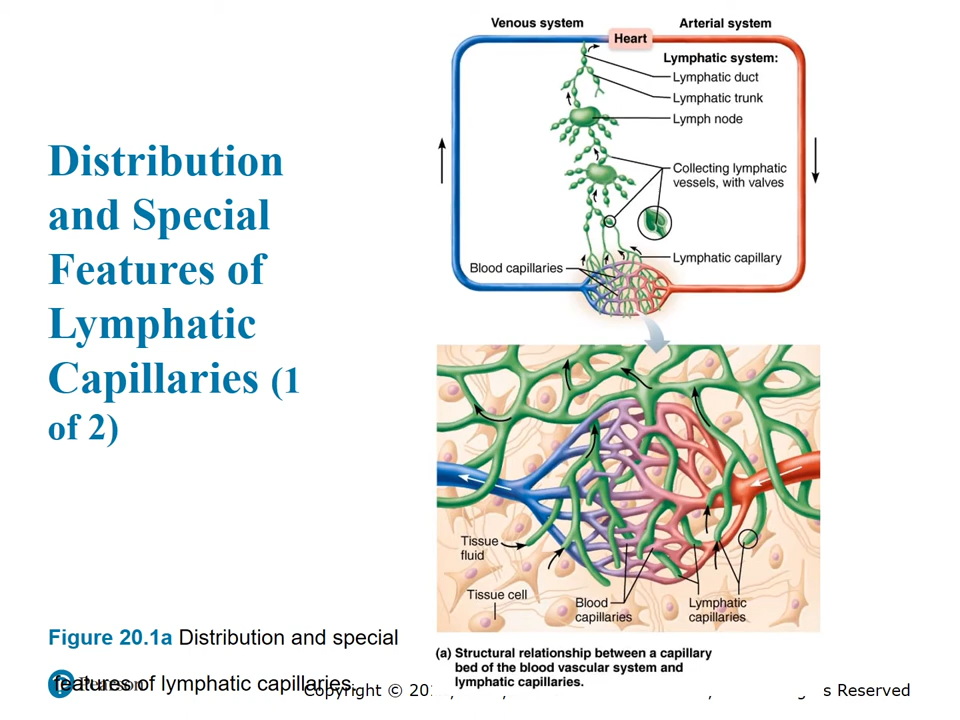 Distribution
and Special
Features of
Lymphatic
Capillaries (1
of 2)
Figure 20.1a Distribution and special
features of lymphatic capillaries.
Venous system
Arterial system
Heart
Lymphatic system:
Lymphatic duct
Lymphatic trunk
Lymph node
Collecting lymphatic
vessels, with valves
Lymphatic capillary
Blood capillaries
Tissue
fluid
Tissue cell
Blood
capillaries
Lymphatic
capillaries
(a) Structural relationship between a capillary
bed of the blood vascular system and
lymphatic capillaries.
Pearson
Copyright © Reserved